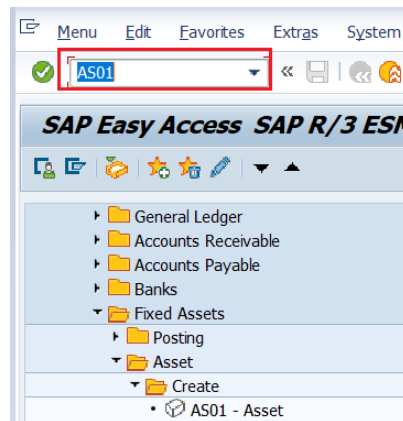 Menu Edit Favorites Extras System
AS01
SAP Easy Access SAP R/3 ESM
General Ledger
Accounts Receivable
Accounts Payable
Banks
Fixed Assets
Posting
Asset
Create
AS01 - Asset